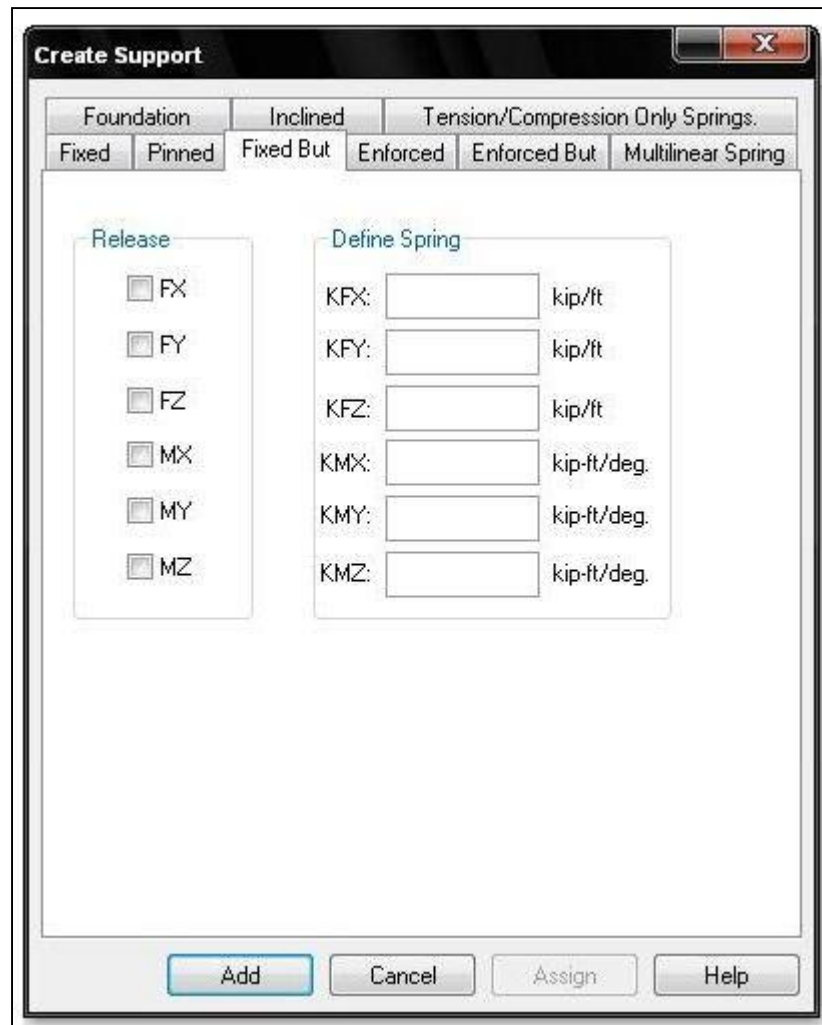 Create Support
Foundation Inclined Tension/Compression Only Springs.
Fixed Pinned Fixed But Enforced Enforced But Multilinear Spring
Release Define Spring
FX KFX: kip/ft
FY KFY: kip/ft
FZ KFZ: kip/ft
MX KMX: kip-ft/deg.
MY KMY: kip-ft/deg.
MZ KMZ: kip-ft/deg.
Add Cancel Assign Help